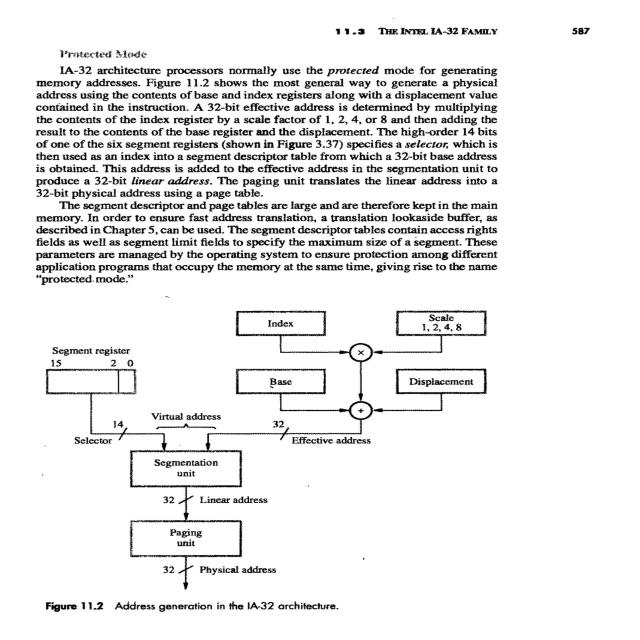 11.3 THE INTEL IA-32 FAMILY 587
Protected Mode
IA-32 architecture processors normally use the protected mode for generating
memory addresses. Figure 11.2 shows the most general way to generate a physical
address using the contents of base and index registers along with a displacement value
contained in the instruction. A 32-bit effective address is determined by multiplying
the contents of the index register by a scale factor of 1, 2, 4, or 8 and then adding the
result to the contents of the base register and the displacement. The high-order 14 bits
of one of the six segment registers (shown in Figure 3.37) specifies a selector, which is
then used as an index into a segment descriptor table from which a 32-bit base address
is obtained. This address is added to the effective address in the segmentation unit to
produce a 32-bit linear address. The paging unit translates the linear address into a
32-bit physical address using a page table.
The segment descriptor and page tables are large and are therefore kept in the main
memory. In order to ensure fast address translation, a translation lookaside buffer, as
described in Chapter 5, can be used. The segment descriptor tables contain access rights
fields as well as segment limit fields to specify the maximum size of a segment. These
parameters are managed by the operating system to ensure protection among different
application programs that occupy the memory at the same time, giving rise to the name
"protected mode."
Index
Scale
1, 2, 4, 8
×
Segment register
15 2 0
Base
Displacement
+
14
Virtual address
32
Selector
Effective address
Segmentation
unit
32
Linear address
Paging
unit
32
Physical address
Figure 11.2 Address generation in the IA-32 architecture.